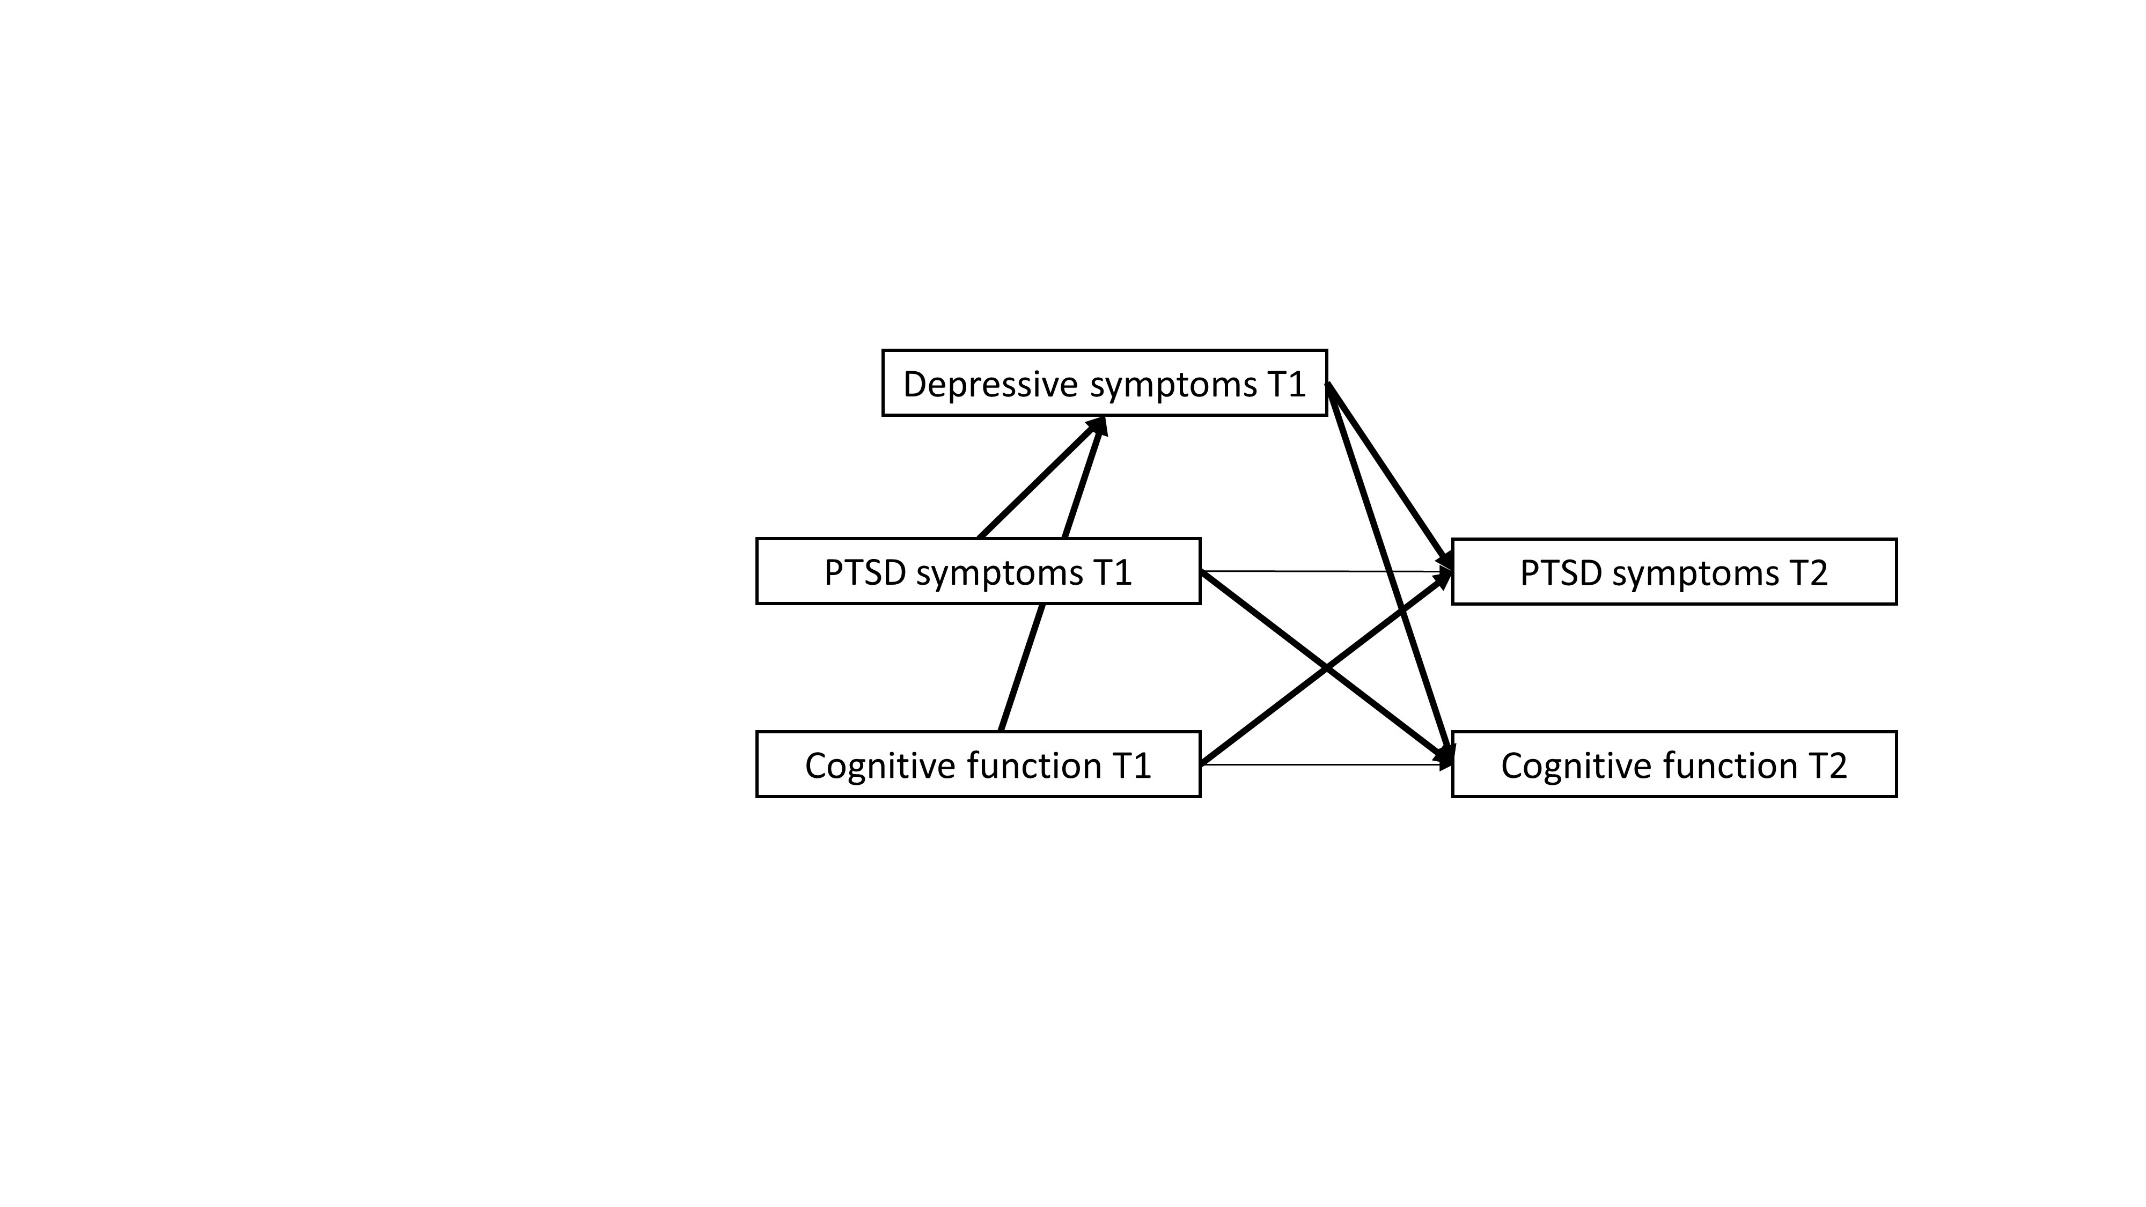 Depressive symptoms T1
PTSD symptoms T1
PTSD symptoms T2
Cognitive function T1
Cognitive function T2